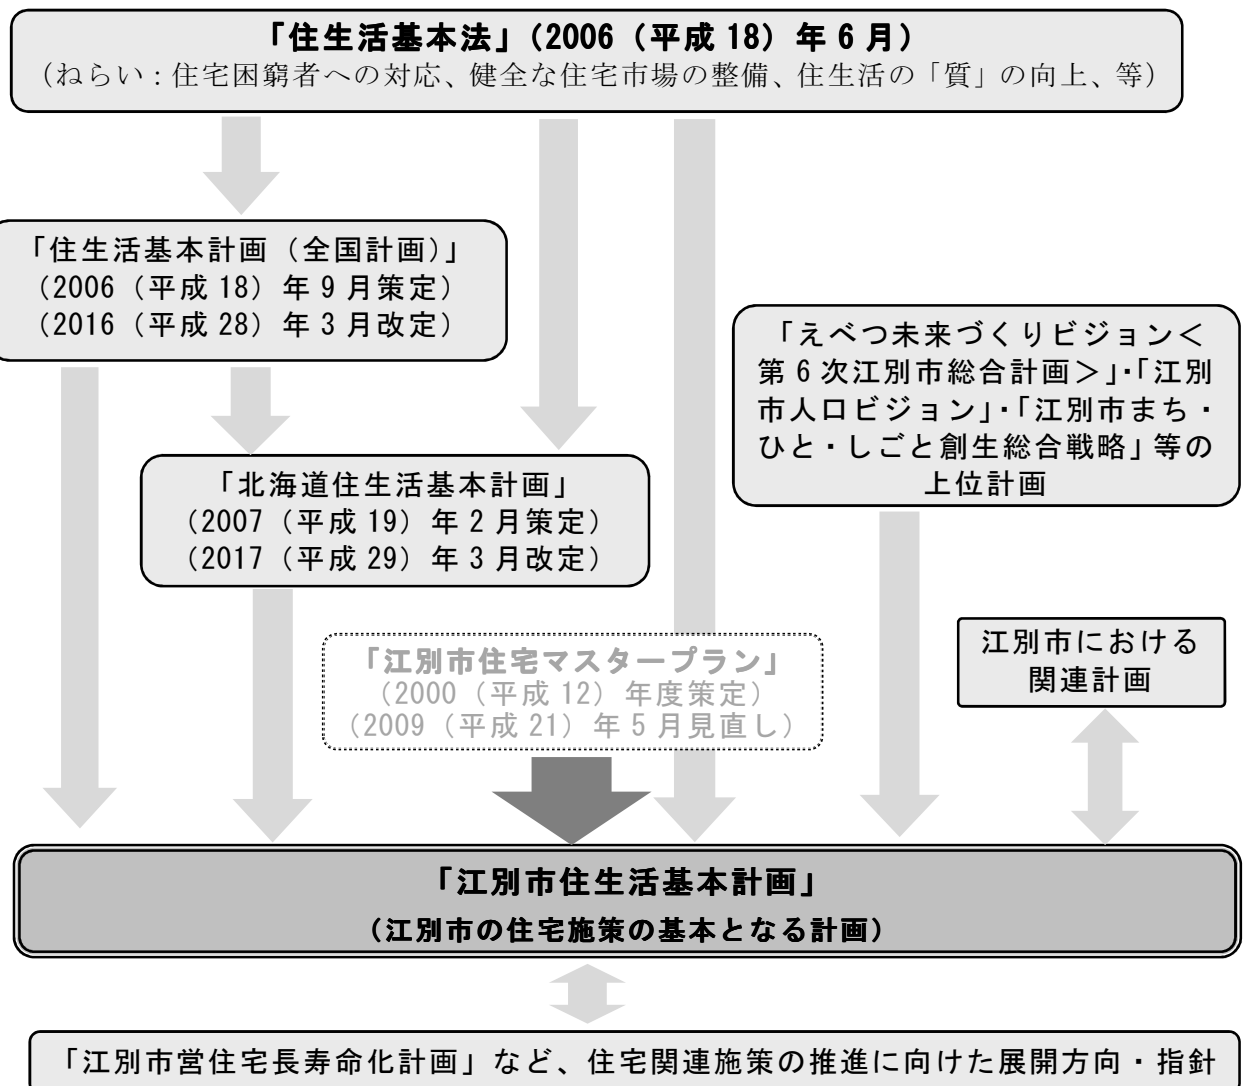 「住生活基本法」(2006（平成 18）年 6 月)
（ねらい：住宅困窮者への対応、健全な住宅市場の整備、住生活の「質」の向上、等）
「住生活基本計画（全国計画）」
（2006（平成 18）年 9 月策定）
（2016（平成 28）年 3 月改定）
「えべつ未来づくりビジョン＜
第 6 次江別市総合計画＞」・「江別
市人口ビジョン」・「江別市まち・
ひと・しごと創生総合戦略」等の
上位計画
「北海道住生活基本計画」
（2007（平成 19）年 2 月策定）
（2017（平成 29）年 3 月改定）
「江別市住宅マスタープラン」
（2000（平成 12）年度策定）
（2009（平成 21）年 5 月見直し）
江別市における
関連計画
「江別市住生活基本計画」
（江別市の住宅施策の基本となる計画）
「江別市営住宅長寿命化計画」など、住宅関連施策の推進に向けた展開方向・指針